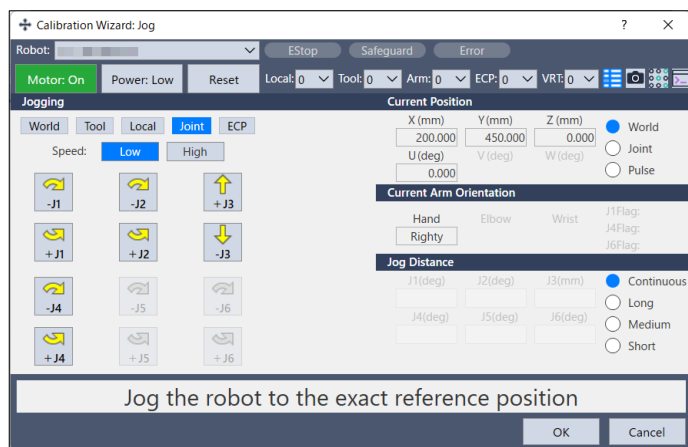 Calibration Wizard: Jog
Robot: EStop Safeguard Error
Motor: On Power: Low Reset Local: 0 Tool: 0 Arm: 0 ECP: 0 VRT: 0
Jogging
World Tool Local Joint ECP
Speed: Low High
-J1 -J2 +J3
+J1 +J2 -J3
-J4 -J5 -J6
+J4 +J5 +J6
Current Position
X (mm) Y (mm) Z (mm)
200.000 450.000 0.000
U (deg) V (deg) W (deg)
0.000
World
Joint
Pulse
Current Arm Orientation
Hand Elbow Wrist
Righty
J1Flag:
J4Flag:
J6Flag:
Jog Distance
J1(deg) J2(deg) J3(mm)
J4(deg) J5(deg) J6(deg)
Continuous
Long
Medium
Short
Jog the robot to the exact reference position
OK Cancel